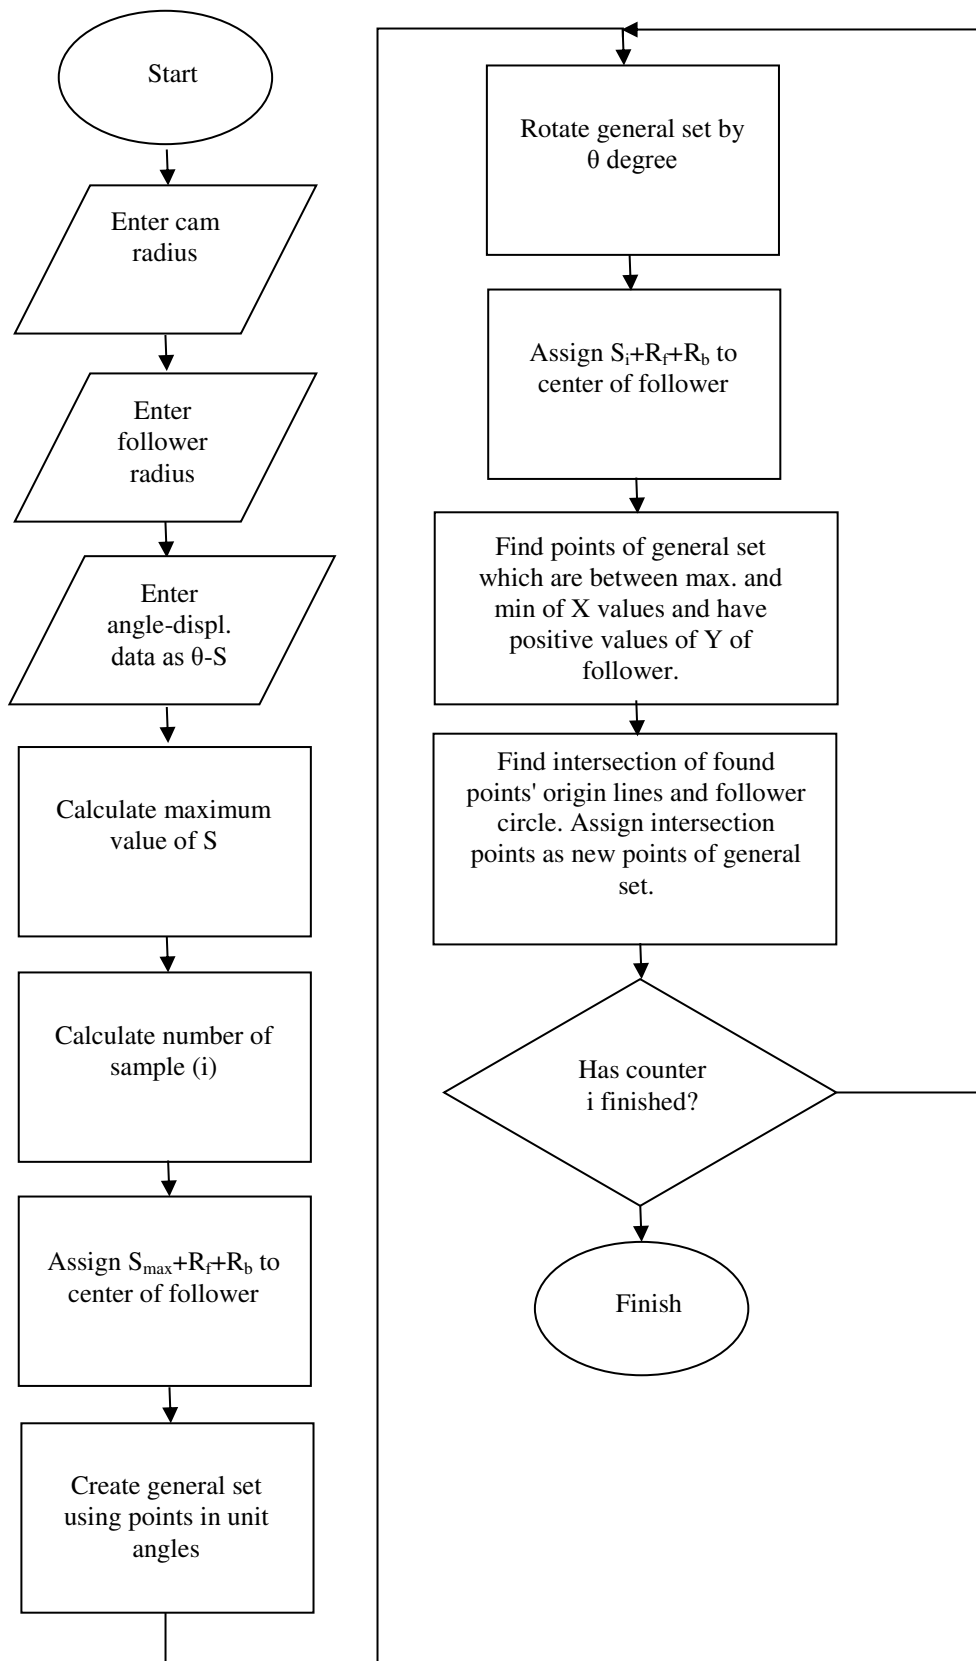 Start
Enter cam
radius
Enter
follower
radius
Enter
angle-displ.
data as θ-S
Calculate maximum
value of S
Calculate number of
sample (i)
Assign Smax+Rf+Rb to
center of follower
Create general set
using points in unit
angles
Rotate general set by
θ degree
Assign Si+Rf+Rb to
center of follower
Find points of general set
which are between max. and
min of X values and have
positive values of Y of
follower.
Find intersection of found
points' origin lines and follower
circle. Assign intersection
points as new points of general
set.
Has counter
i finished?
Finish